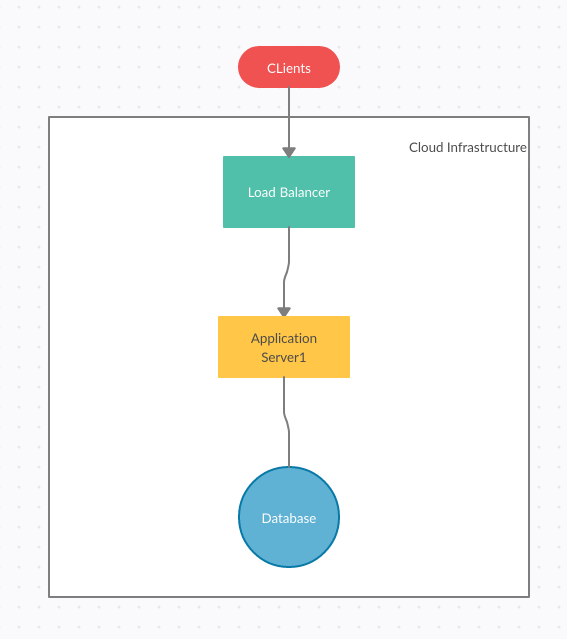 CLients
Cloud Infrastructure
Load Balancer
Application
Server1
Database